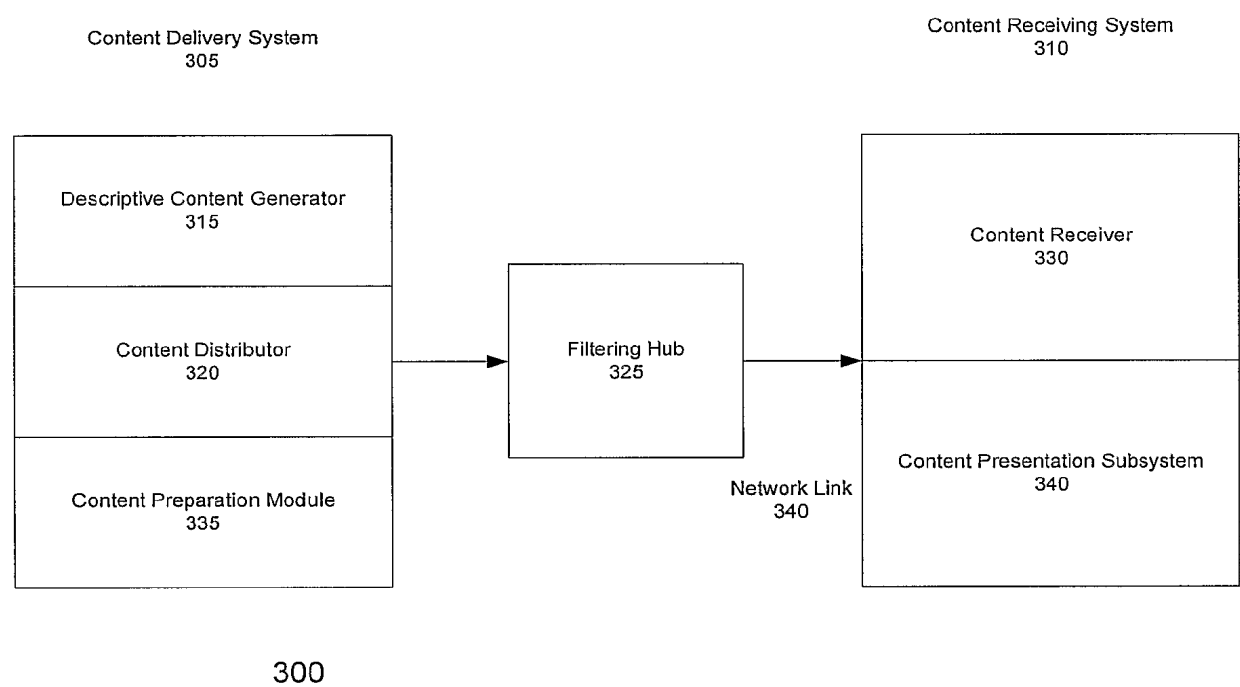 Content Delivery System
305
Content Receiving System
310
Descriptive Content Generator
315
Content Distributor
320
Content Preparation Module
335
Filtering Hub
325
Network Link
340
Content Receiver
330
Content Presentation Subsystem
340
300